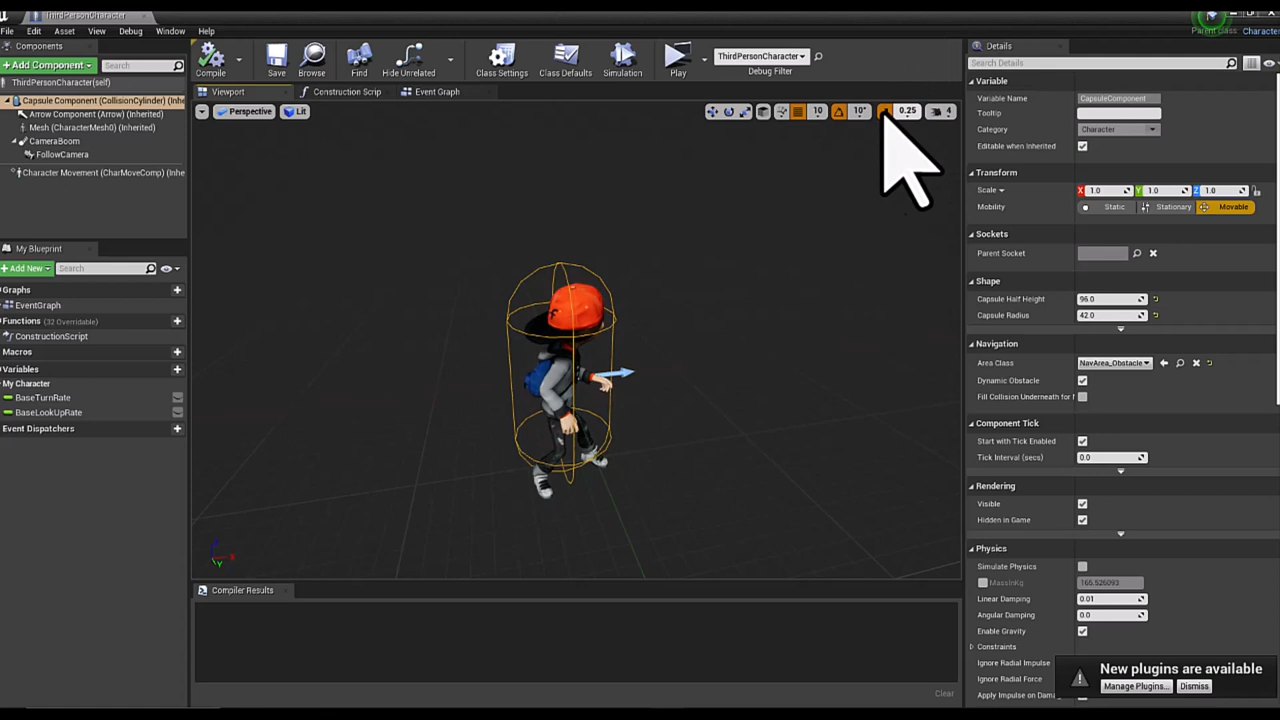 ThirdPersonCharacter
File Edit Asset View Debug Window Help
Parent class: Character
Components
+Add Component
Search
ThirdPersonCharacter(self)
Capsule Component (CollisionCylinder) (Inhe
Arrow Component (Arrow) (Inherited)
Mesh (CharacterMesh0) (Inherited)
CameraBoom
FollowCamera
Character Movement (CharMoveComp) (Inhe
My Blueprint
+Add New
Search
Graphs
EventGraph
Functions (32 Overridable)
ConstructionScript
Macros
Variables
My Character
BaseTurnRate
BaseLookUpRate
Event Dispatchers
Compile
Save
Browse
Find
Hide Unrelated
Class Settings
Class Defaults
Simulation
Play
ThirdPersonCharacter
Debug Filter
Viewport
Construction Scrip
Event Graph
Perspective
Lit
10
10°
0.25
4
Z
X
Y
Compiler Results
Clear
Details
Search Details
Variable
Variable Name CapsuleComponent
Tooltip
Category Character
Editable when Inherited
Transform
Scale X 1.0 Y 1.0 Z 1.0
Mobility Static Stationary Movable
Sockets
Parent Socket
Shape
Capsule Half Height 96.0
Capsule Radius 42.0
Navigation
Area Class NavArea_Obstacle
Dynamic Obstacle
Fill Collision Underneath for
Component Tick
Start with Tick Enabled
Tick Interval (secs) 0.0
Rendering
Visible
Hidden in Game
Physics
Simulate Physics
MassInKg 165.526093
Linear Damping 0.01
Angular Damping 0.0
Enable Gravity
Constraints
Ignore Radial Impulse
Ignore Radial Force
Apply Impulse on Damag
New plugins are available
Manage Plugins... Dismiss